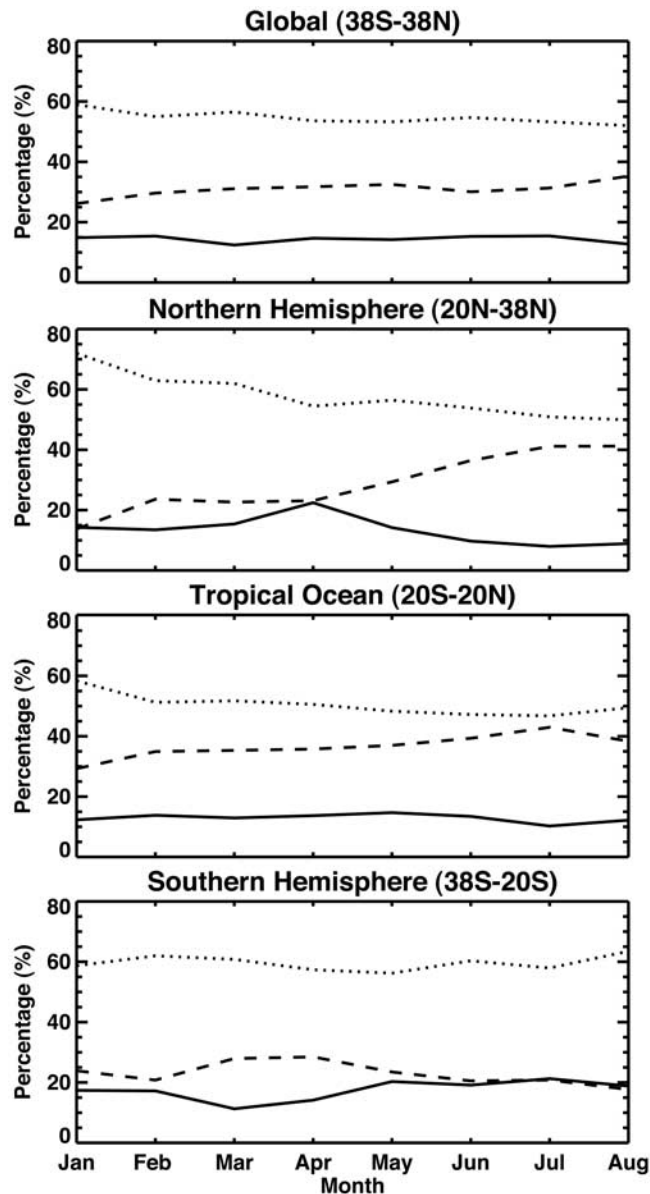 Global (38S-38N)
80
60
40
20
0
Percentage (%)
Northern Hemisphere (20N-38N)
80
60
40
20
0
Percentage (%)
Tropical Ocean (20S-20N)
80
60
40
20
0
Percentage (%)
Southern Hemisphere (38S-20S)
80
60
40
20
0
Percentage (%)
Jan Feb Mar Apr May Jun Jul Aug
Month